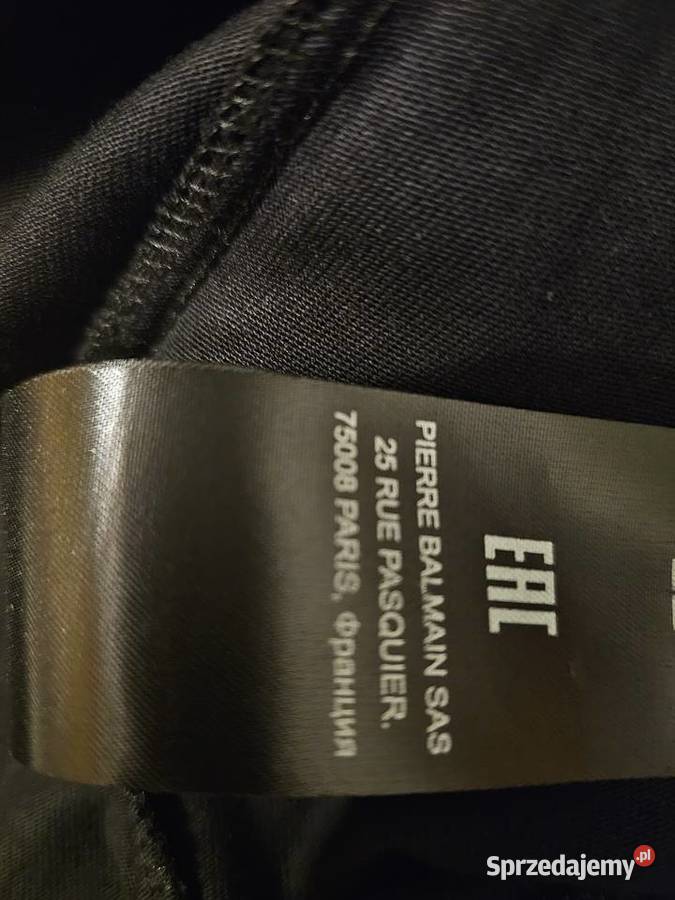 EAC
PIERRE BALMAIN SAS
25 RUE PASQUIER.
75008 PARIS, Франция
Sprzedajemy.pl